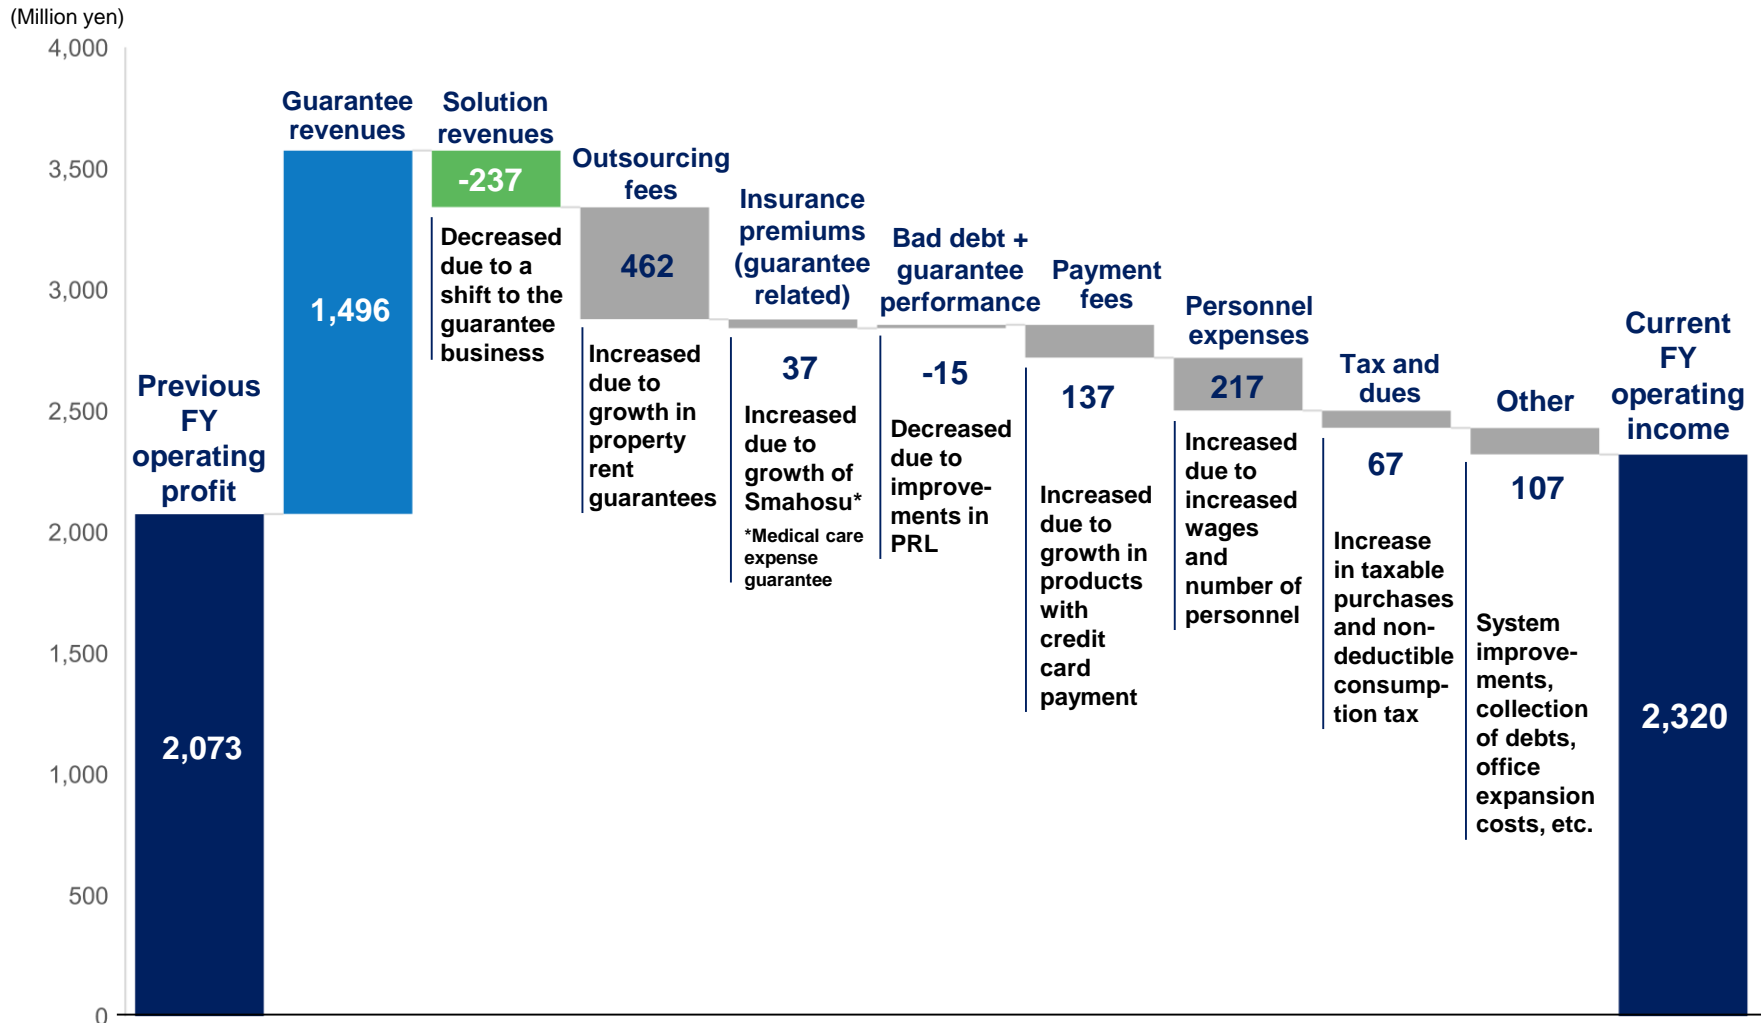 (Million yen)
4,000
3,500
3,000
2,500
2,000
1,500
1,000
500
0
Previous
FY
operating
profit
2,073
Guarantee
revenues
1,496
Solution
revenues
-237
Decreased
due to a
shift to the
guarantee
business
Outsourcing
fees
462
Increased
due to
growth in
property
rent
guarantees
Insurance
premiums
(guarantee
related)
37
Increased
due to
growth of
Smahosu*
*Medical care
expense
guarantee
Bad debt +
guarantee
performance
-15
Decreased
due to
improve-
ments in
PRL
Payment
fees
137
Increased
due to
growth in
products
with
credit
card
payment
Personnel
expenses
217
Increased
due to
increased
wages
and
number of
personnel
Tax and
dues
67
Increase
in taxable
purchases
and non-
deductible
consump-
tion tax
Other
107
System
improve-
ments,
collection
of debts,
office
expansion
costs, etc.
Current
FY
operating
income
2,320